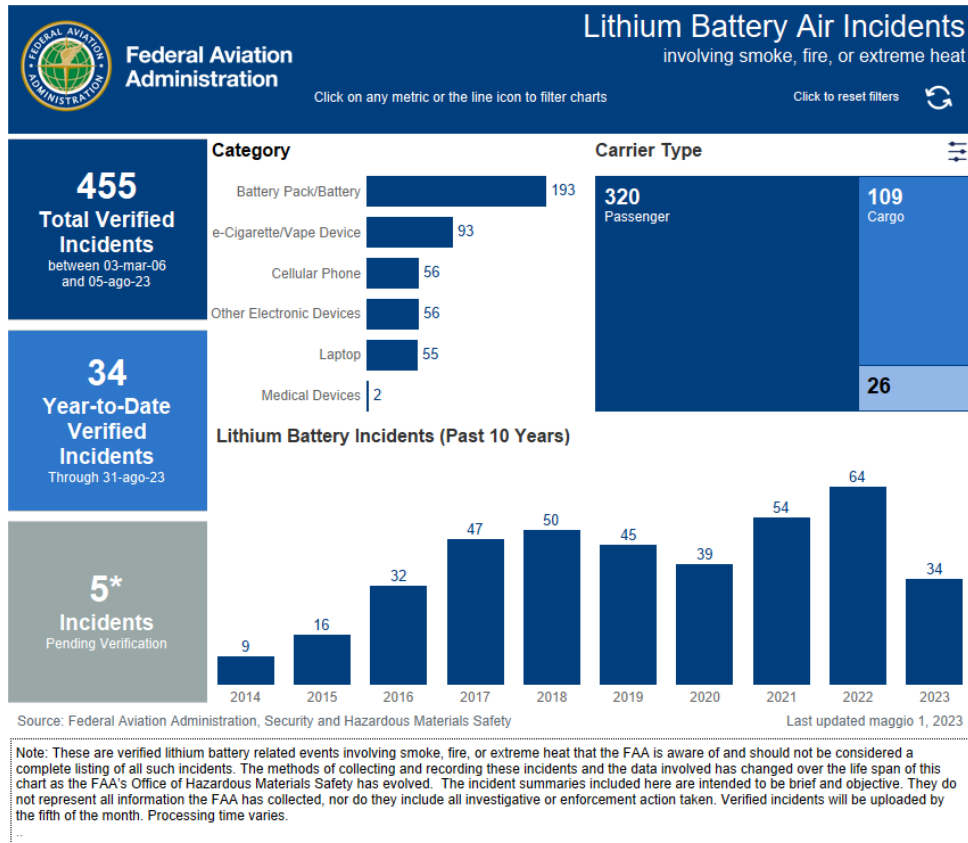 Lithium Battery Air Incidents
involving smoke, fire, or extreme heat
FEDERAL AVIATION
ADMINISTRATION
Federal Aviation
Administration
Click on any metric or the line icon to filter charts
Click to reset filters
455
Total Verified
Incidents
between 03-mar-06
and 05-ago-23
34
Year-to-Date
Verified
Incidents
Through 31-ago-23
5*
Incidents
Pending Verification
Category
Battery Pack/Battery 193
e-Cigarette/Vape Device 93
Cellular Phone 56
Other Electronic Devices 56
Laptop 55
Medical Devices 2
Carrier Type
320
Passenger
109
Cargo
26
Lithium Battery Incidents (Past 10 Years)
9 16 32 47 50 45 39 54 64 34
2014 2015 2016 2017 2018 2019 2020 2021 2022 2023
Source: Federal Aviation Administration, Security and Hazardous Materials Safety
Last updated maggio 1, 2023
Note: These are verified lithium battery related events involving smoke, fire, or extreme heat that the FAA is aware of and should not be considered a
complete listing of all such incidents. The methods of collecting and recording these incidents and the data involved has changed over the life span of this
chart as the FAA's Office of Hazardous Materials Safety has evolved.  The incident summaries included here are intended to be brief and objective. They do
not represent all information the FAA has collected, nor do they include all investigative or enforcement action taken. Verified incidents will be uploaded by
the fifth of the month. Processing time varies.
..